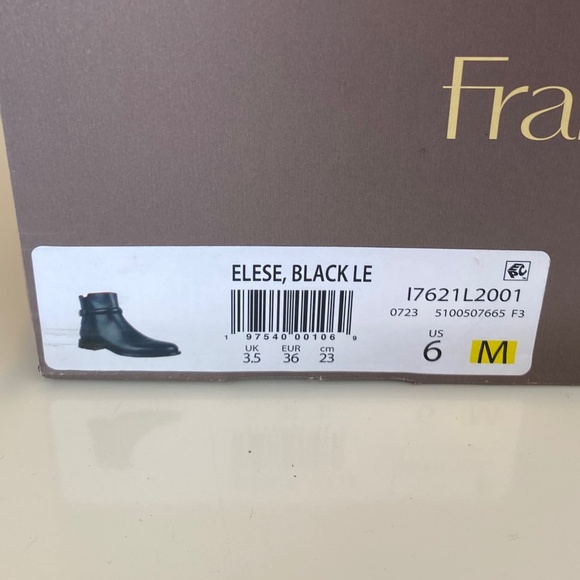 Fra
ELESE, BLACK LE
I7621L2001
0723 5100507665 F3
1 97540 00106 9
UK EUR cm
3.5 36 23
US
6 M